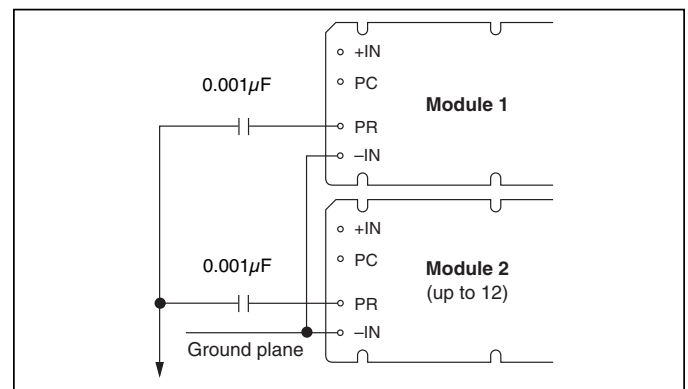 +IN
0.001µF
PC
Module 1
PR
–IN
+IN
0.001µF
PC
Module 2
(up to 12)
PR
–IN
Ground plane